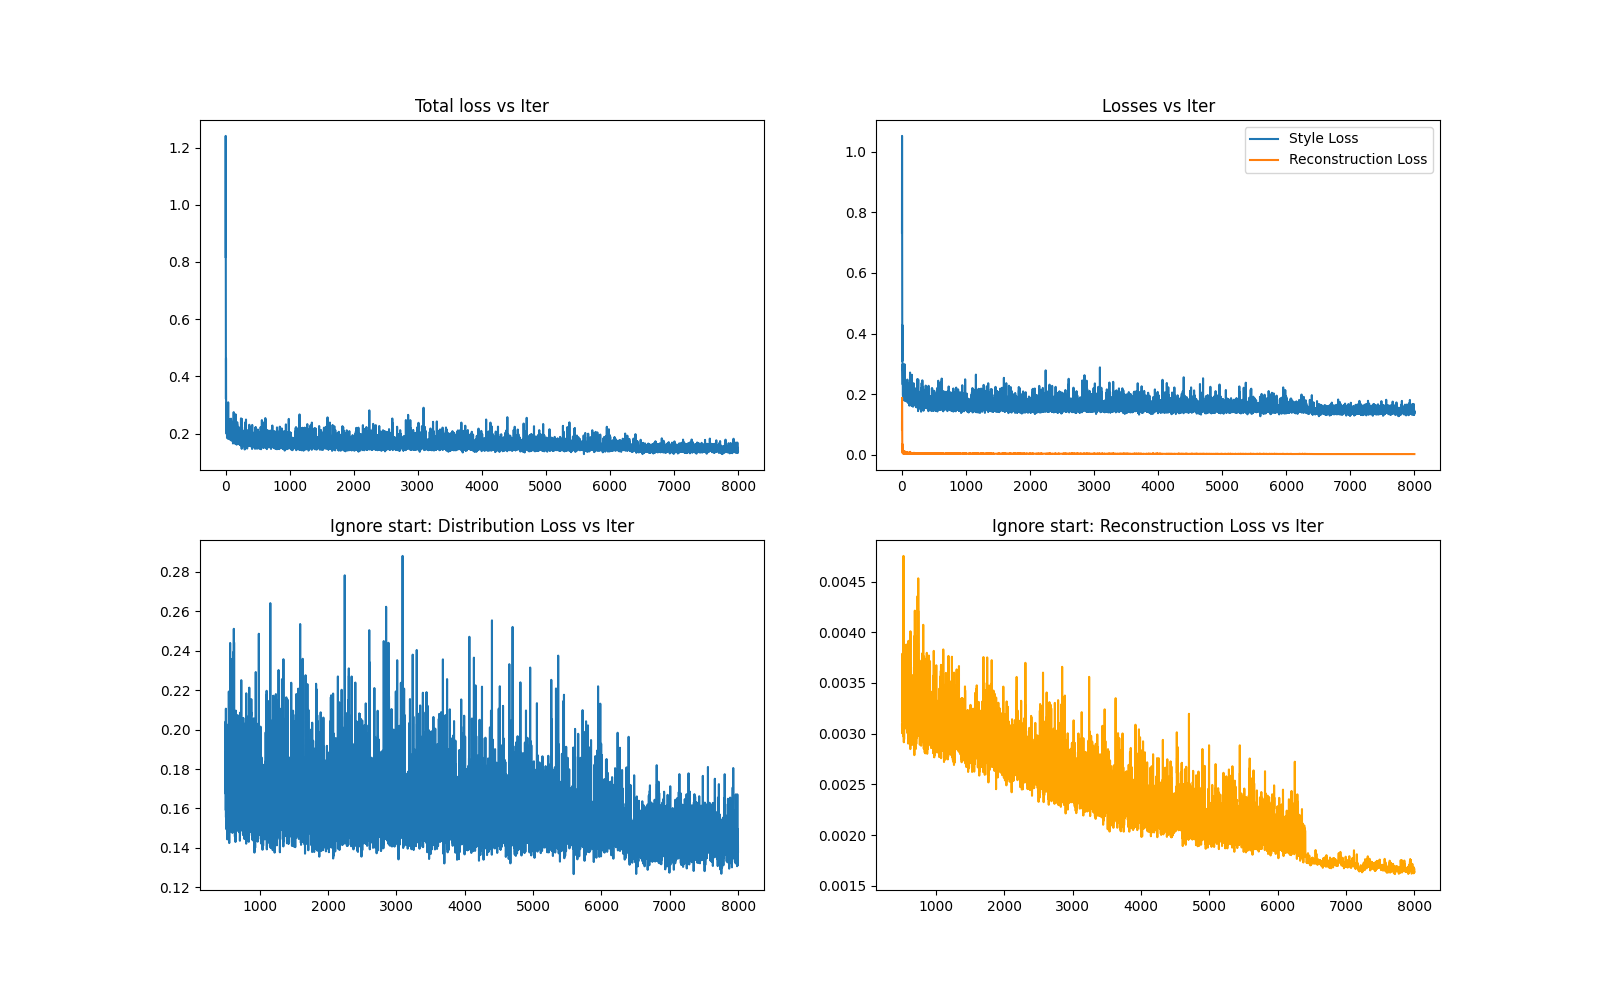 Total loss vs Iter
1.2
1.0
0.8
0.6
0.4
0.2
0 1000 2000 3000 4000 5000 6000 7000 8000
Losses vs Iter
Style Loss
Reconstruction Loss
1.0
0.8
0.6
0.4
0.2
0.0
0 1000 2000 3000 4000 5000 6000 7000 8000
Ignore start: Distribution Loss vs Iter
0.28
0.26
0.24
0.22
0.20
0.18
0.16
0.14
0.12
1000 2000 3000 4000 5000 6000 7000 8000
Ignore start: Reconstruction Loss vs Iter
0.0045
0.0040
0.0035
0.0030
0.0025
0.0020
0.0015
1000 2000 3000 4000 5000 6000 7000 8000